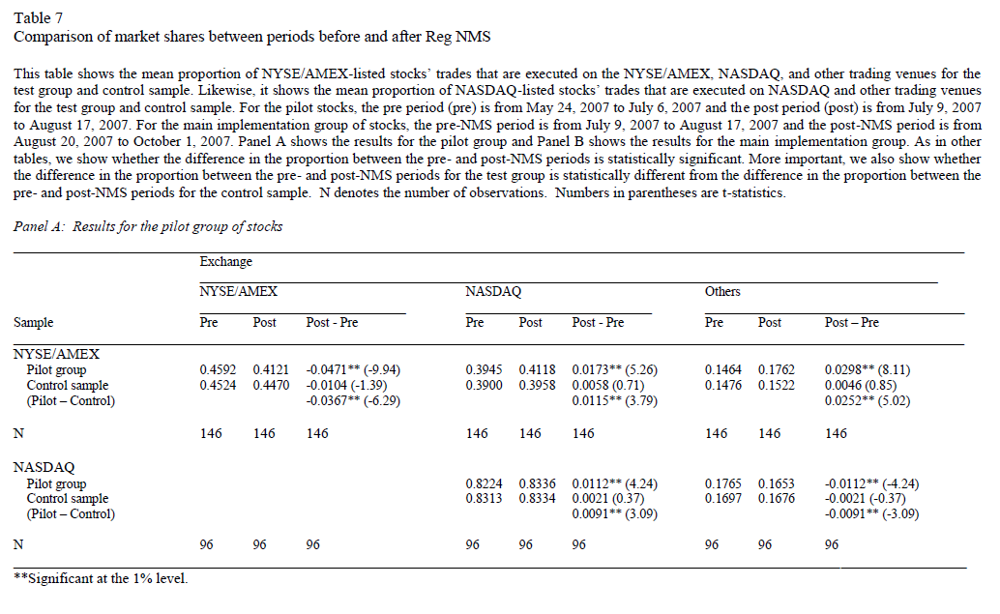 Table 7
Comparison of market shares between periods before and after Reg NMS
This table shows the mean proportion of NYSE/AMEX-listed stocks’ trades that are executed on the NYSE/AMEX, NASDAQ, and other trading venues for the
test group and control sample. Likewise, it shows the mean proportion of NASDAQ-listed stocks’ trades that are executed on NASDAQ and other trading venues
for the test group and control sample. For the pilot stocks, the pre period (pre) is from May 24, 2007 to July 6, 2007 and the post period (post) is from July 9, 2007
to August 17, 2007. For the main implementation group of stocks, the pre-NMS period is from July 9, 2007 to August 17, 2007 and the post-NMS period is from
August 20, 2007 to October 1, 2007. Panel A shows the results for the pilot group and Panel B shows the results for the main implementation group. As in other
tables, we show whether the difference in the proportion between the pre- and post-NMS periods is statistically significant. More important, we also show whether
the difference in the proportion between the pre- and post-NMS periods for the test group is statistically different from the difference in the proportion between the
pre- and post-NMS periods for the control sample. N denotes the number of observations. Numbers in parentheses are t-statistics.
Panel A: Results for the pilot group of stocks
Exchange
NYSE/AMEX NASDAQ Others
Sample Pre Post Post - Pre Pre Post Post - Pre Pre Post Post – Pre
NYSE/AMEX
Pilot group 0.4592 0.4121 -0.0471** (-9.94) 0.3945 0.4118 0.0173** (5.26) 0.1464 0.1762 0.0298** (8.11)
Control sample 0.4524 0.4470 -0.0104 (-1.39) 0.3900 0.3958 0.0058 (0.71) 0.1476 0.1522 0.0046 (0.85)
(Pilot – Control) -0.0367** (-6.29) 0.0115** (3.79) 0.0252** (5.02)
N 146 146 146 146 146 146 146 146 146
NASDAQ
Pilot group 0.8224 0.8336 0.0112** (4.24) 0.1765 0.1653 -0.0112** (-4.24)
Control sample 0.8313 0.8334 0.0021 (0.37) 0.1697 0.1676 -0.0021 (-0.37)
(Pilot – Control) 0.0091** (3.09) -0.0091** (-3.09)
N 96 96 96 96 96 96 96 96 96
**Significant at the 1% level.